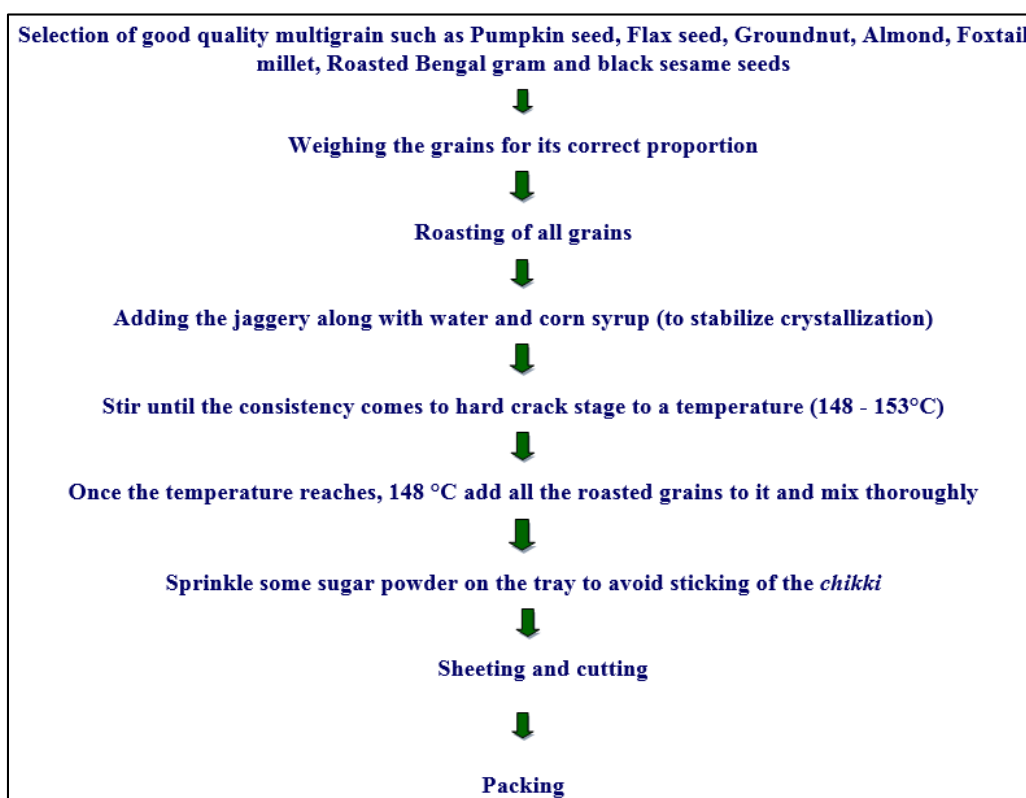 Selection of good quality multigrain such as Pumpkin seed, Flax seed, Groundnut, Almond, Foxtail
millet, Roasted Bengal gram and black sesame seeds
Weighing the grains for its correct proportion
Roasting of all grains
Adding the jaggery along with water and corn syrup (to stabilize crystallization)
Stir until the consistency comes to hard crack stage to a temperature (148 - 153°C)
Once the temperature reaches, 148 °C add all the roasted grains to it and mix thoroughly
Sprinkle some sugar powder on the tray to avoid sticking of the chikki
Sheeting and cutting
Packing